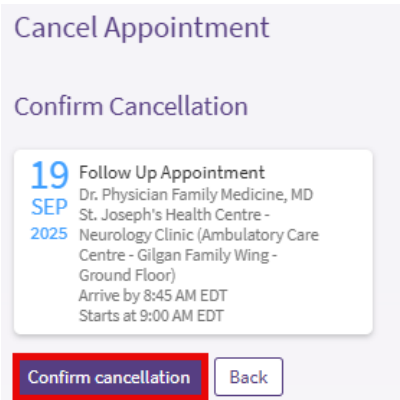 Cancel Appointment
Confirm Cancellation
19
SEP
2025
Follow Up Appointment
Dr. Physician Family Medicine, MD
St. Joseph's Health Centre -
Neurology Clinic (Ambulatory Care
Centre - Gilgan Family Wing -
Ground Floor)
Arrive by 8:45 AM EDT
Starts at 9:00 AM EDT
Confirm cancellation
Back